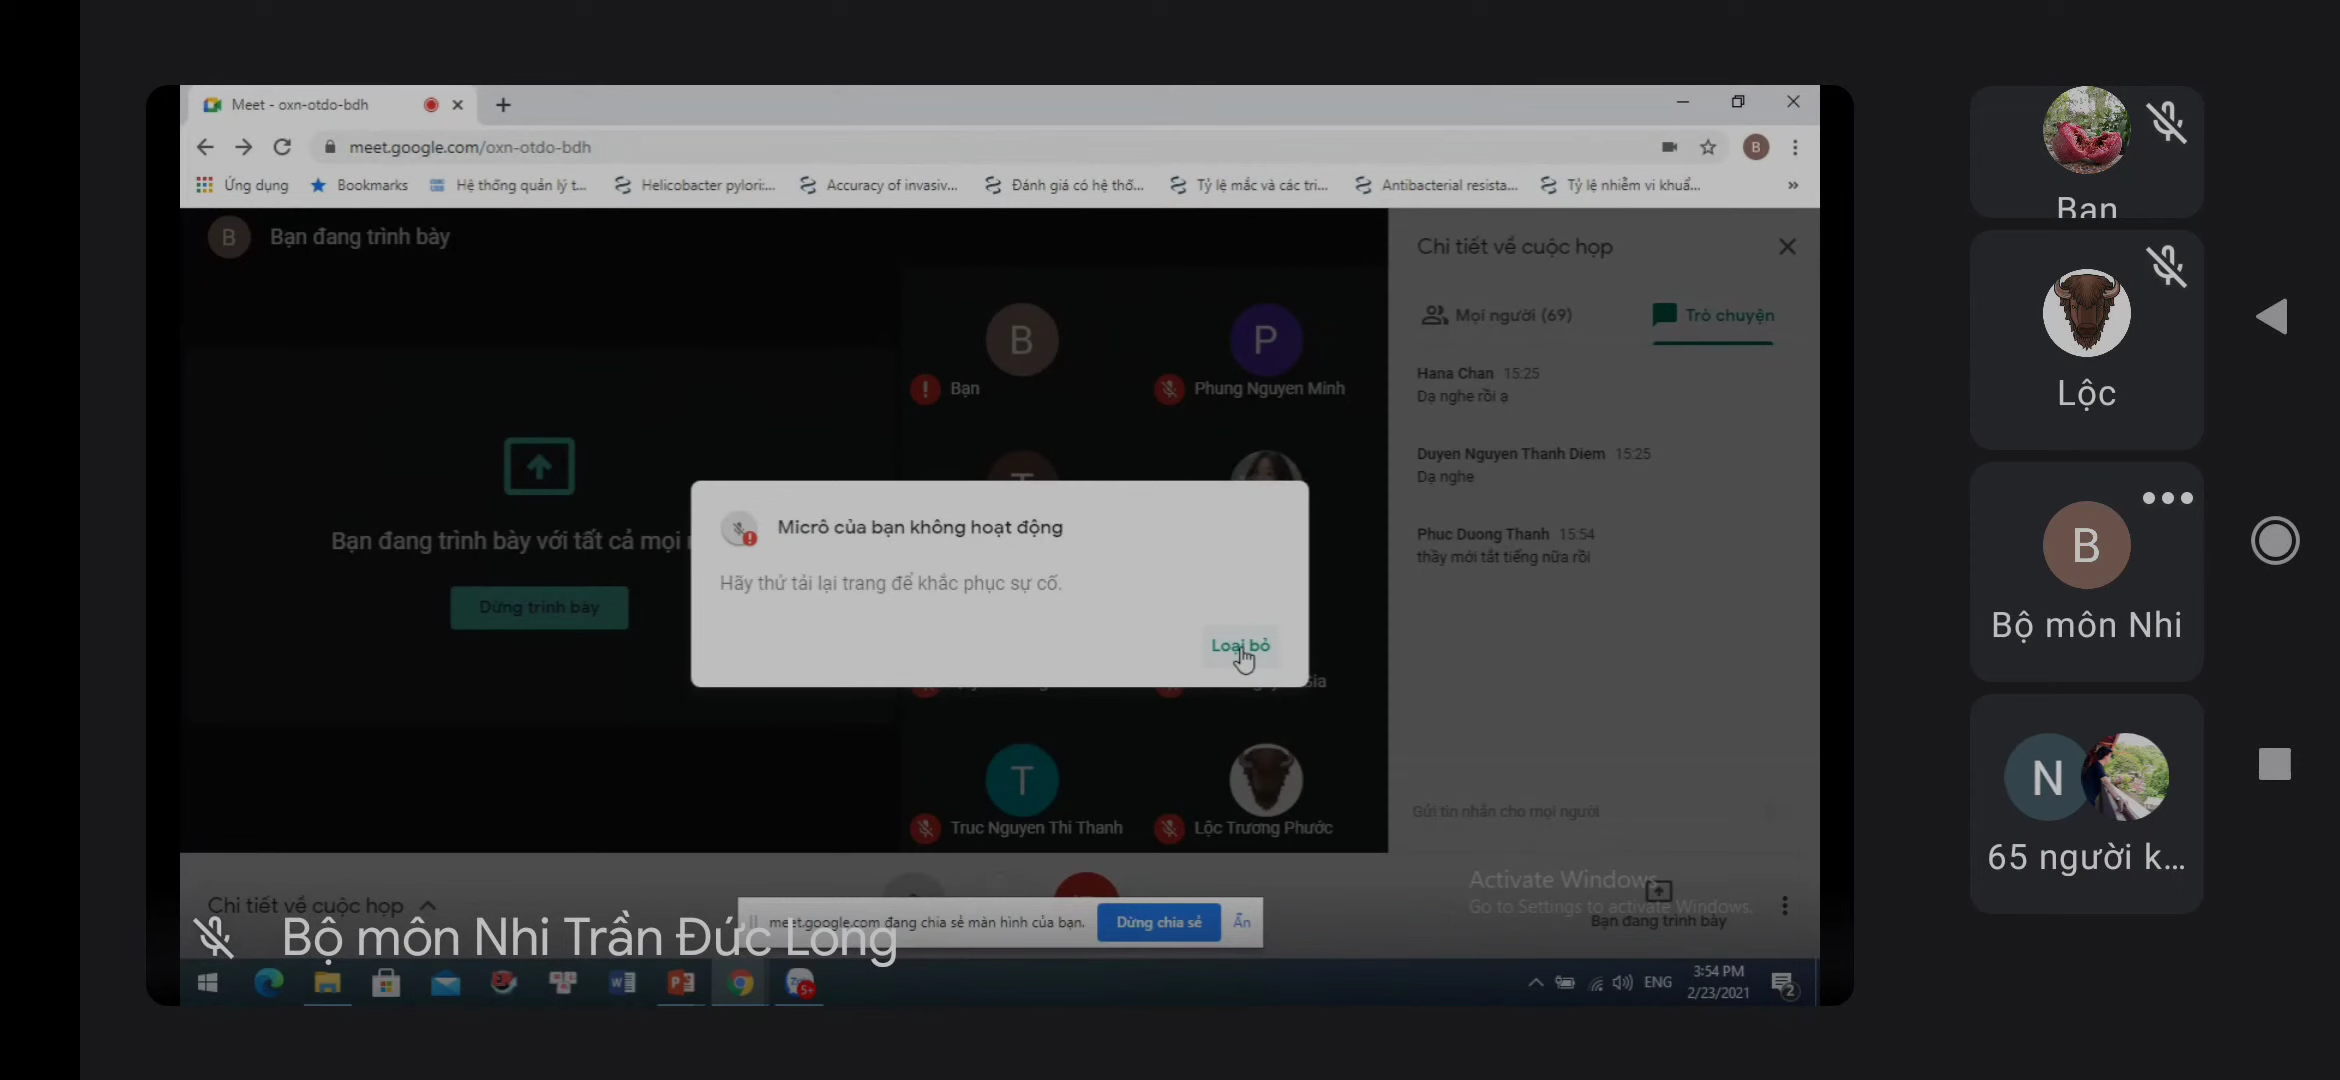 Meet - oxn-otdo-bdh
meet.google.com/oxn-otdo-bdh
B
Ứng dụng
Bookmarks
Hệ thống quản lý t...
Helicobacter pylori:...
Accuracy of invasiv...
Đánh giá có hệ thố...
Tỷ lệ mắc và các tri...
Antibacterial resista...
Tỷ lệ nhiễm vi khuẩ...
»
B
Bạn đang trình bày
Bạn đang trình bày với tất cả mọi
Dừng trình bày
B
Bạn
P
Phung Nguyen Minh
T
Micrô của bạn không hoạt động
Hãy thử tải lại trang để khắc phục sự cố.
Loại bỏ
Gia
T
Truc Nguyen Thi Thanh
Lộc Trương Phước
Chi tiết về cuộc họp
Mọi người (69)
Trò chuyện
Hana Chan 15:25
Dạ nghe rồi ạ
Duyen Nguyen Thanh Diem 15:25
Dạ nghe
Phuc Duong Thanh 15:54
thầy mới tắt tiếng nữa rồi
Gửi tin nhắn cho mọi người
Chi tiết về cuộc họp
Bộ môn Nhi Trần Đức Long
meet.google.com đang chia sẻ màn hình của bạn.
Dừng chia sẻ
Ẩn
Activate Windows
Go to Settings to activate Windows.
Bạn đang trình bày
ENG
3:54 PM
2/23/2021
2
5+
Bạn
Lộc
B
Bộ môn Nhi
N
65 người k...